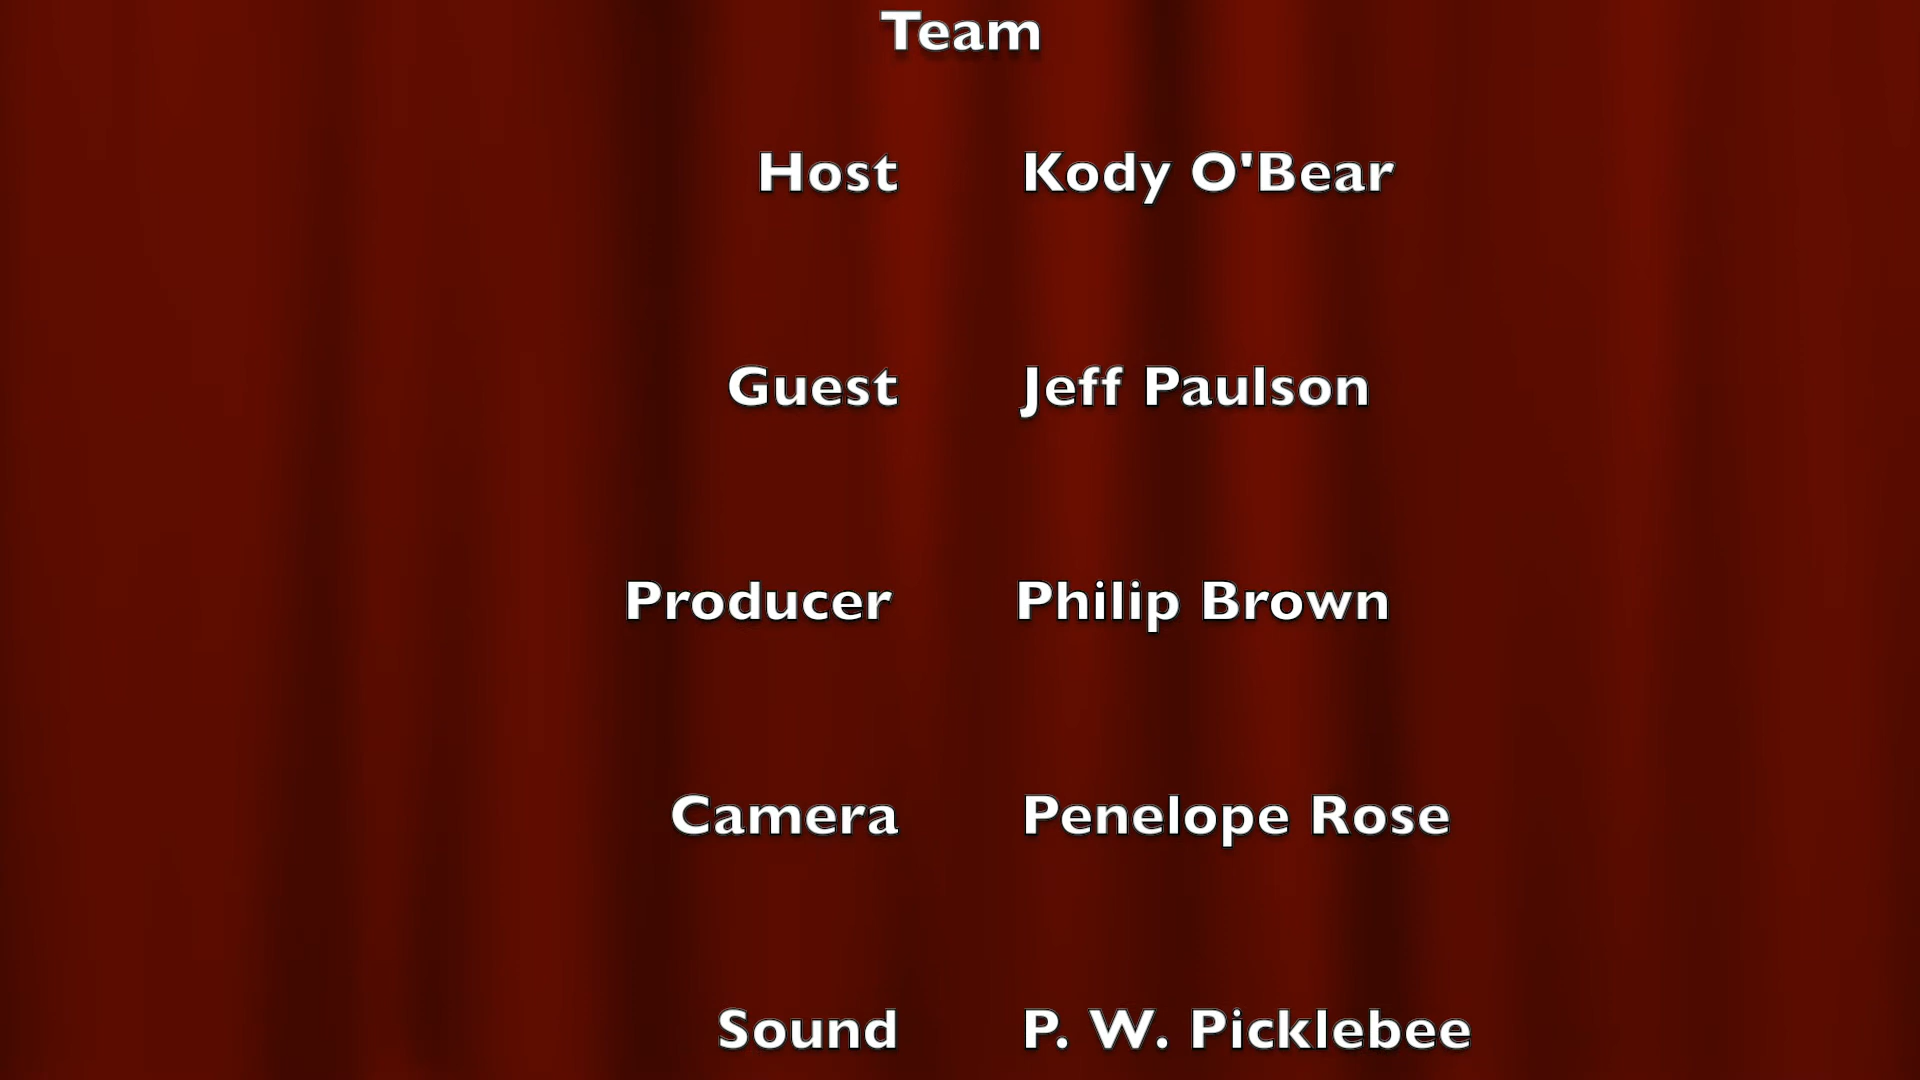 Team
Host Kody O'Bear
Guest Jeff Paulson
Producer Philip Brown
Camera Penelope Rose
Sound P. W. Picklebee